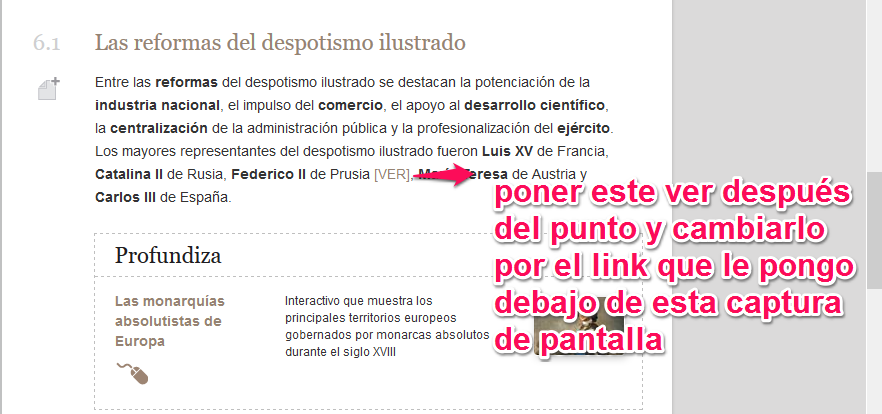 6.1 Las reformas del despotismo ilustrado
Entre las reformas del despotismo ilustrado se destacan la potenciación de la
industria nacional, el impulso del comercio, el apoyo al desarrollo científico,
la centralización de la administración pública y la profesionalización del ejército.
Los mayores representantes del despotismo ilustrado fueron Luis XV de Francia,
Catalina II de Rusia, Federico II de Prusia [VER], María Teresa de Austria y
Carlos III de España.
poner este ver después
del punto y cambiarlo
por el link que le pongo
debajo de esta captura
de pantalla
Profundiza
Las monarquías
absolutistas de
Europa
Interactivo que muestra los
principales territorios europeos
gobernados por monarcas absolutos
durante el siglo XVIII